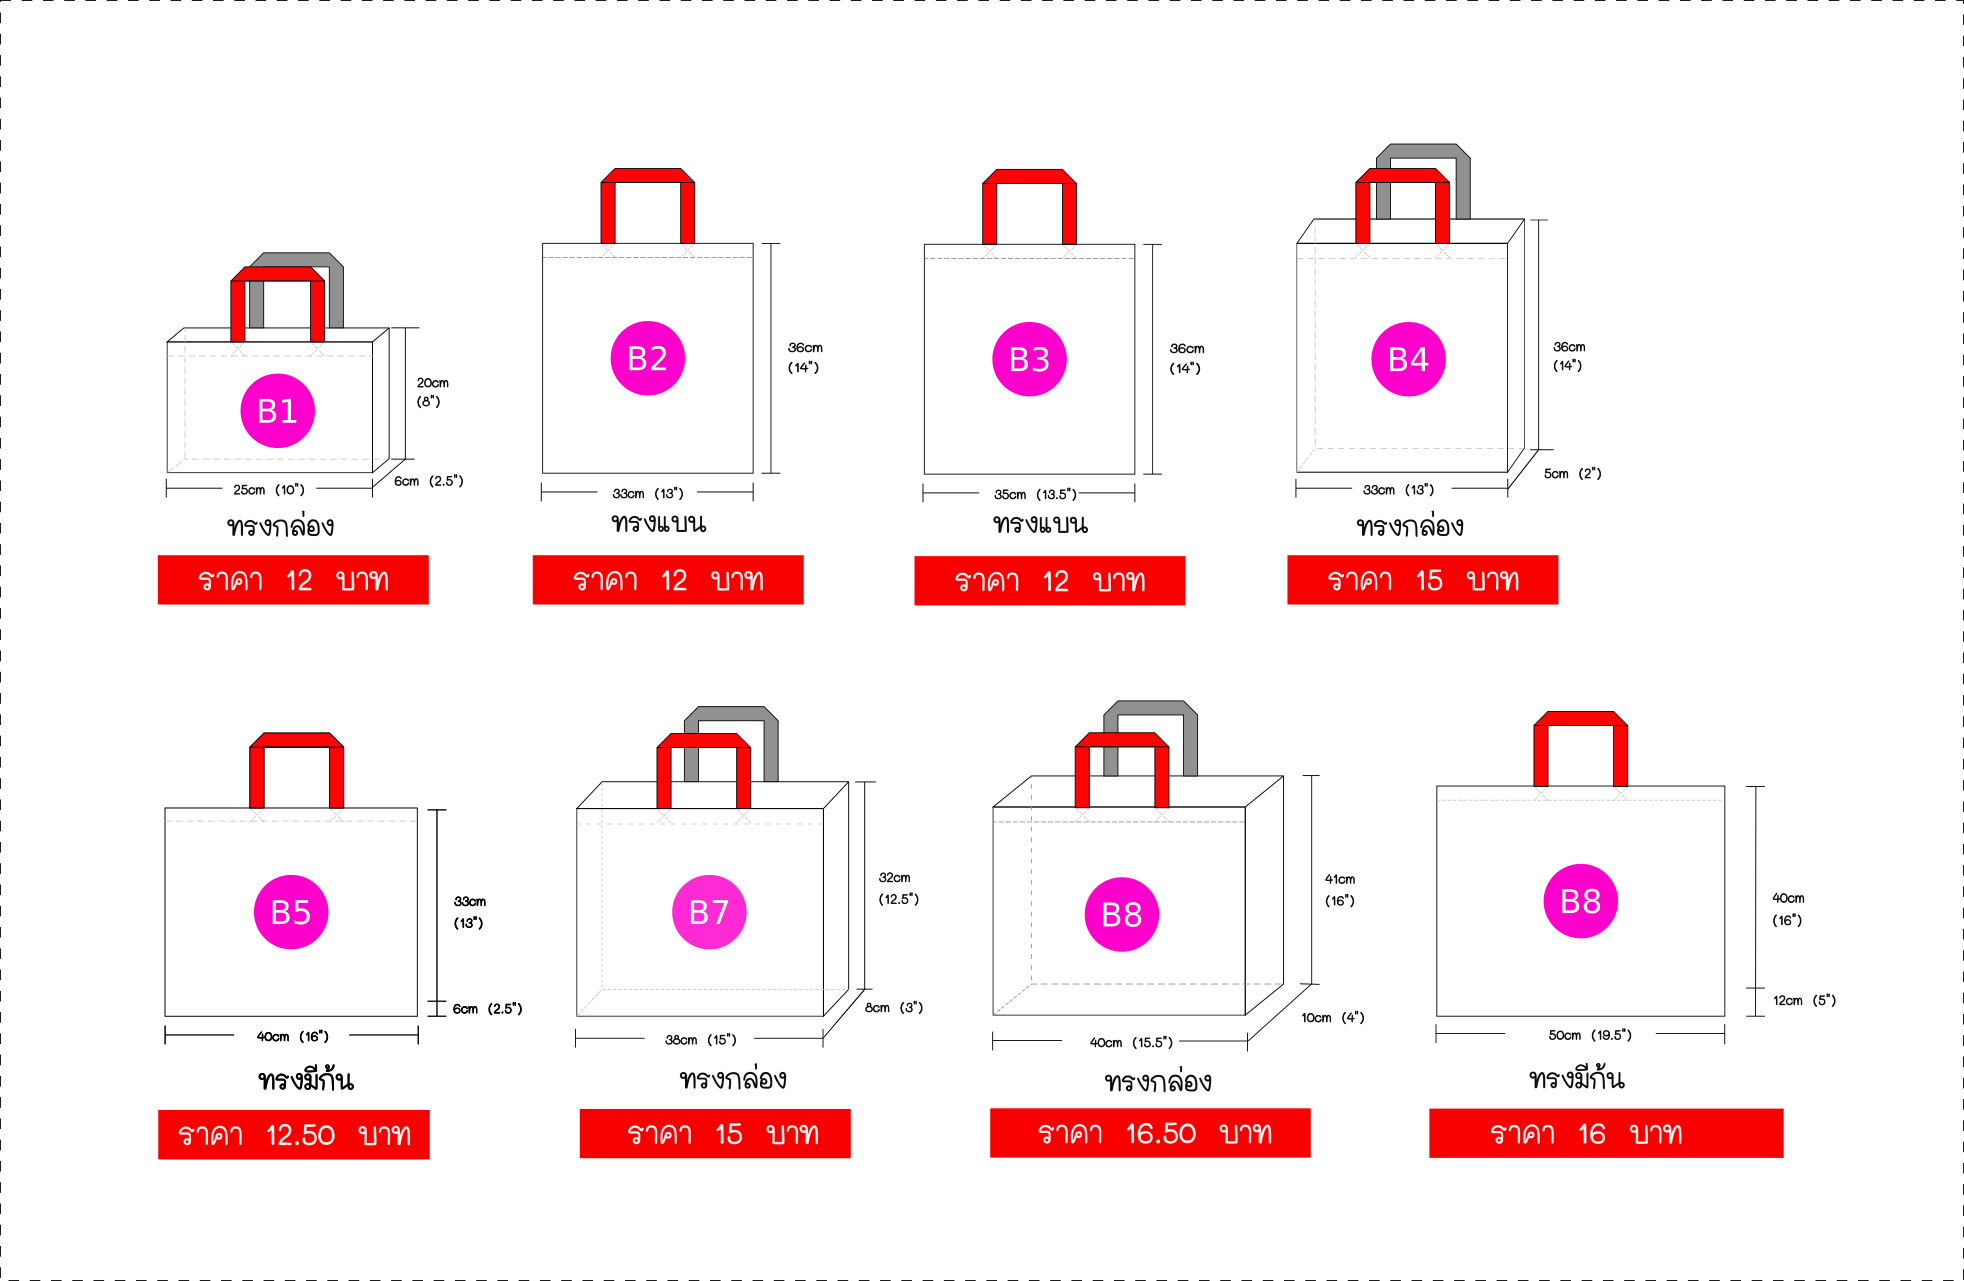 B1
20cm
(8")
6cm (2.5")
25cm (10")
ทรงกล่อง
ราคา 12 บาท
B2
36cm
(14")
33cm (13")
ทรงแบน
ราคา 12 บาท
B3
36cm
(14")
35cm (13.5")
ทรงแบน
ราคา 12 บาท
B4
36cm
(14")
5cm (2")
33cm (13")
ทรงกล่อง
ราคา 15 บาท
B5
33cm
(13")
6cm (2.5")
40cm (16")
ทรงมีก้น
ราคา 12.50 บาท
B7
32cm
(12.5")
8cm (3")
38cm (15")
ทรงกล่อง
ราคา 15 บาท
B8
41cm
(16")
10cm (4")
40cm (15.5")
ทรงกล่อง
ราคา 16.50 บาท
B8
40cm
(16")
12cm (5")
50cm (19.5")
ทรงมีก้น
ราคา 16 บาท